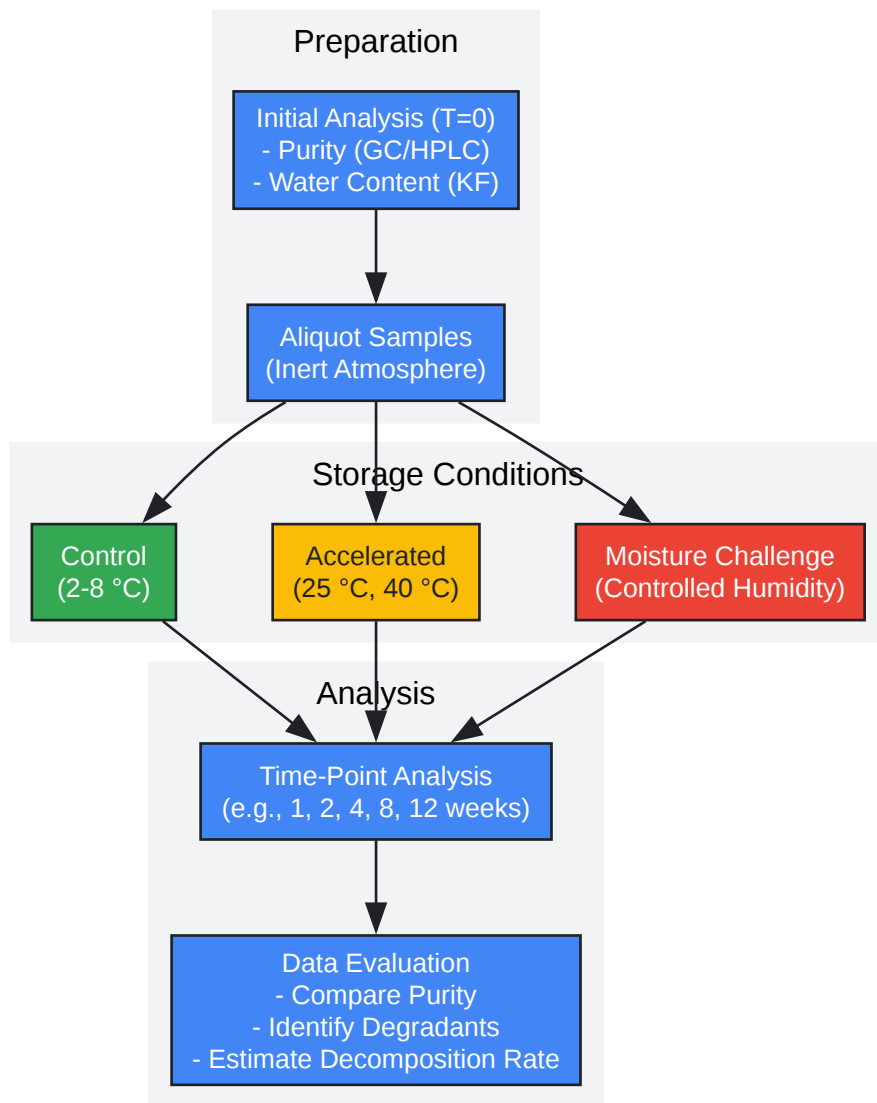 Preparation
Initial Analysis (T=0)
- Purity (GC/HPLC)
- Water Content (KF)
Aliquot Samples
(Inert Atmosphere)
Storage Conditions
Control
(2-8 °C)
Accelerated
(25 °C, 40 °C)
Moisture Challenge
(Controlled Humidity)
Analysis
Time-Point Analysis
(e.g., 1, 2, 4, 8, 12 weeks)
Data Evaluation
- Compare Purity
- Identify Degradants
- Estimate Decomposition Rate